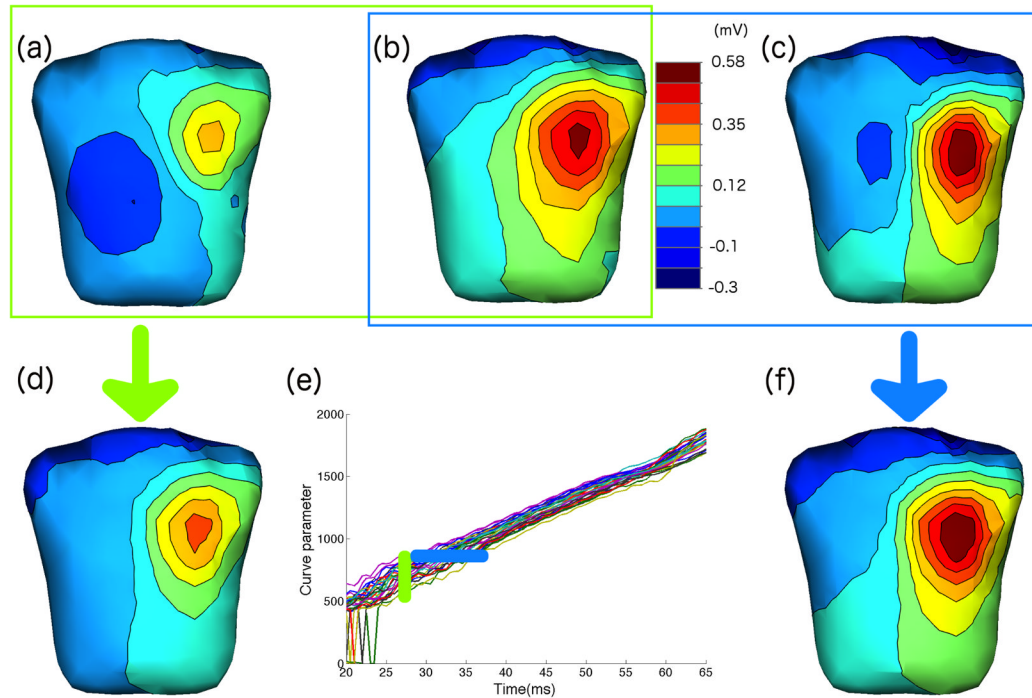 (a)
(b)
(mV)
(c)
0.58
0.35
0.12
-0.1
-0.3
(d)
(e)
(f)
2000
1500
1000
500
0
Curve parameter
20 25 30 35 40 45 50 55 60 65
Time(ms)